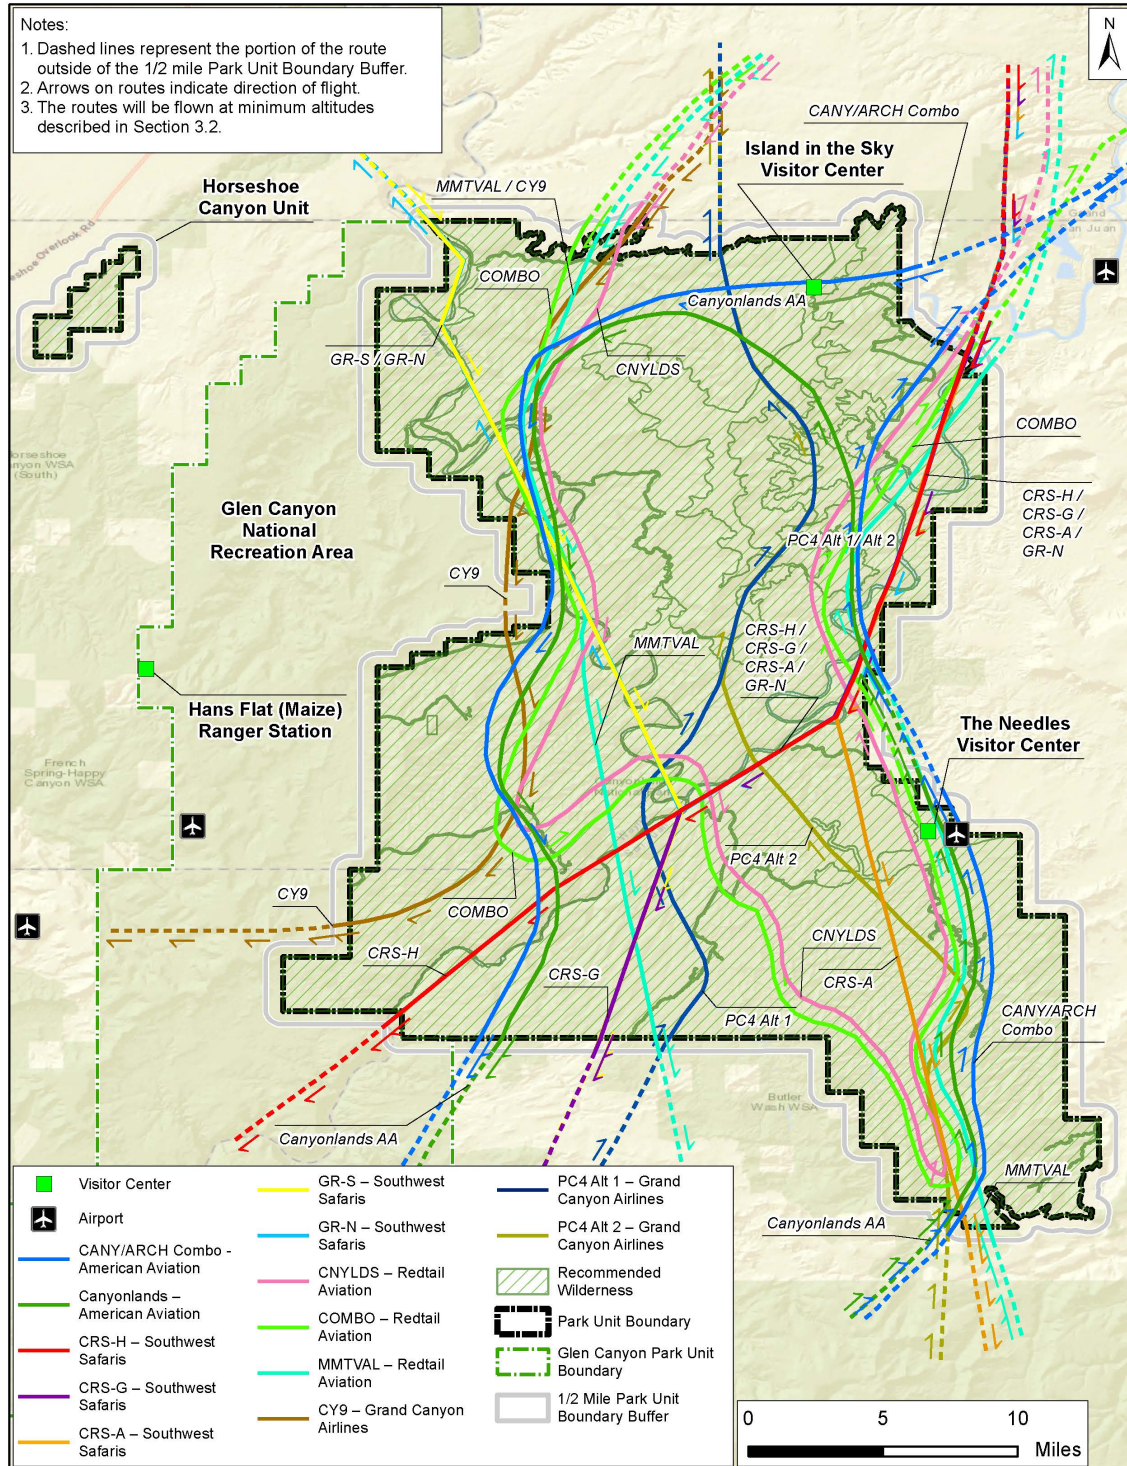 Notes:
1. Dashed lines represent the portion of the route
outside of the 1/2 mile Park Unit Boundary Buffer.
2. Arrows on routes indicate direction of flight.
3. The routes will be flown at minimum altitudes
described in Section 3.2.
N
CANY/ARCH Combo
Island in the Sky
Visitor Center
Horseshoe
Canyon Unit
MMTVAL / CY9
COMBO
Canyonlands AA
GR-S / GR-N
CNYLDS
COMBO
CRS-H /
CRS-G /
CRS-A /
GR-N
Glen Canyon
National
Recreation Area
PC4 Alt 1/ Alt 2
CY9
CRS-H /
CRS-G /
CRS-A /
GR-N
MMTVAL
Hans Flat (Maize)
Ranger Station
The Needles
Visitor Center
French
Spring-Happy
Canyon WSA
PC4 Alt 2
CY9
COMBO
CNYLDS
CRS-H
CRS-G
CRS-A
PC4 Alt 1
CANY/ARCH
Combo
Butler
Wash WSA
Canyonlands AA
MMTVAL
Canyonlands AA
Visitor Center
Airport
CANY/ARCH Combo -
American Aviation
Canyonlands –
American Aviation
CRS-H – Southwest
Safaris
CRS-G – Southwest
Safaris
CRS-A – Southwest
Safaris
GR-S – Southwest
Safaris
GR-N – Southwest
Safaris
CNYLDS – Redtail
Aviation
COMBO – Redtail
Aviation
MMTVAL – Redtail
Aviation
CY9 – Grand Canyon
Airlines
PC4 Alt 1 – Grand
Canyon Airlines
PC4 Alt 2 – Grand
Canyon Airlines
Recommended
Wilderness
Park Unit Boundary
Glen Canyon Park Unit
Boundary
1/2 Mile Park Unit
Boundary Buffer
0 5 10
Miles